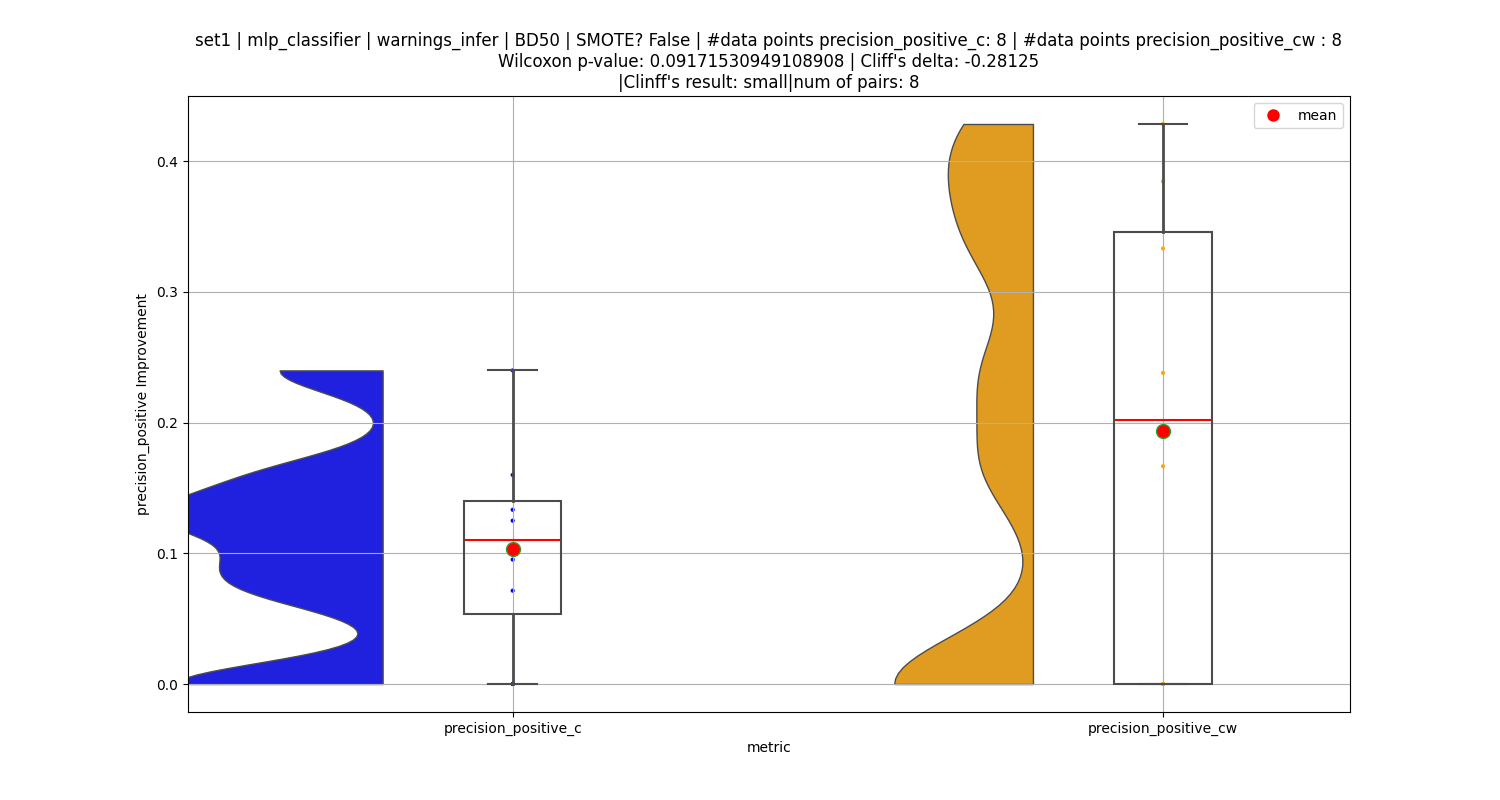 set1 | mlp_classifier | warnings_infer | BD50 | SMOTE? False | #data points precision_positive_c: 8 | #data points precision_positive_cw : 8
Wilcoxon p-value: 0.09171530949108908 | Cliff's delta: -0.28125
|Clinff's result: small|num of pairs: 8
mean
0.4
0.3
0.2
0.1
0.0
precision_positive Improvement
precision_positive_c
precision_positive_cw
metric